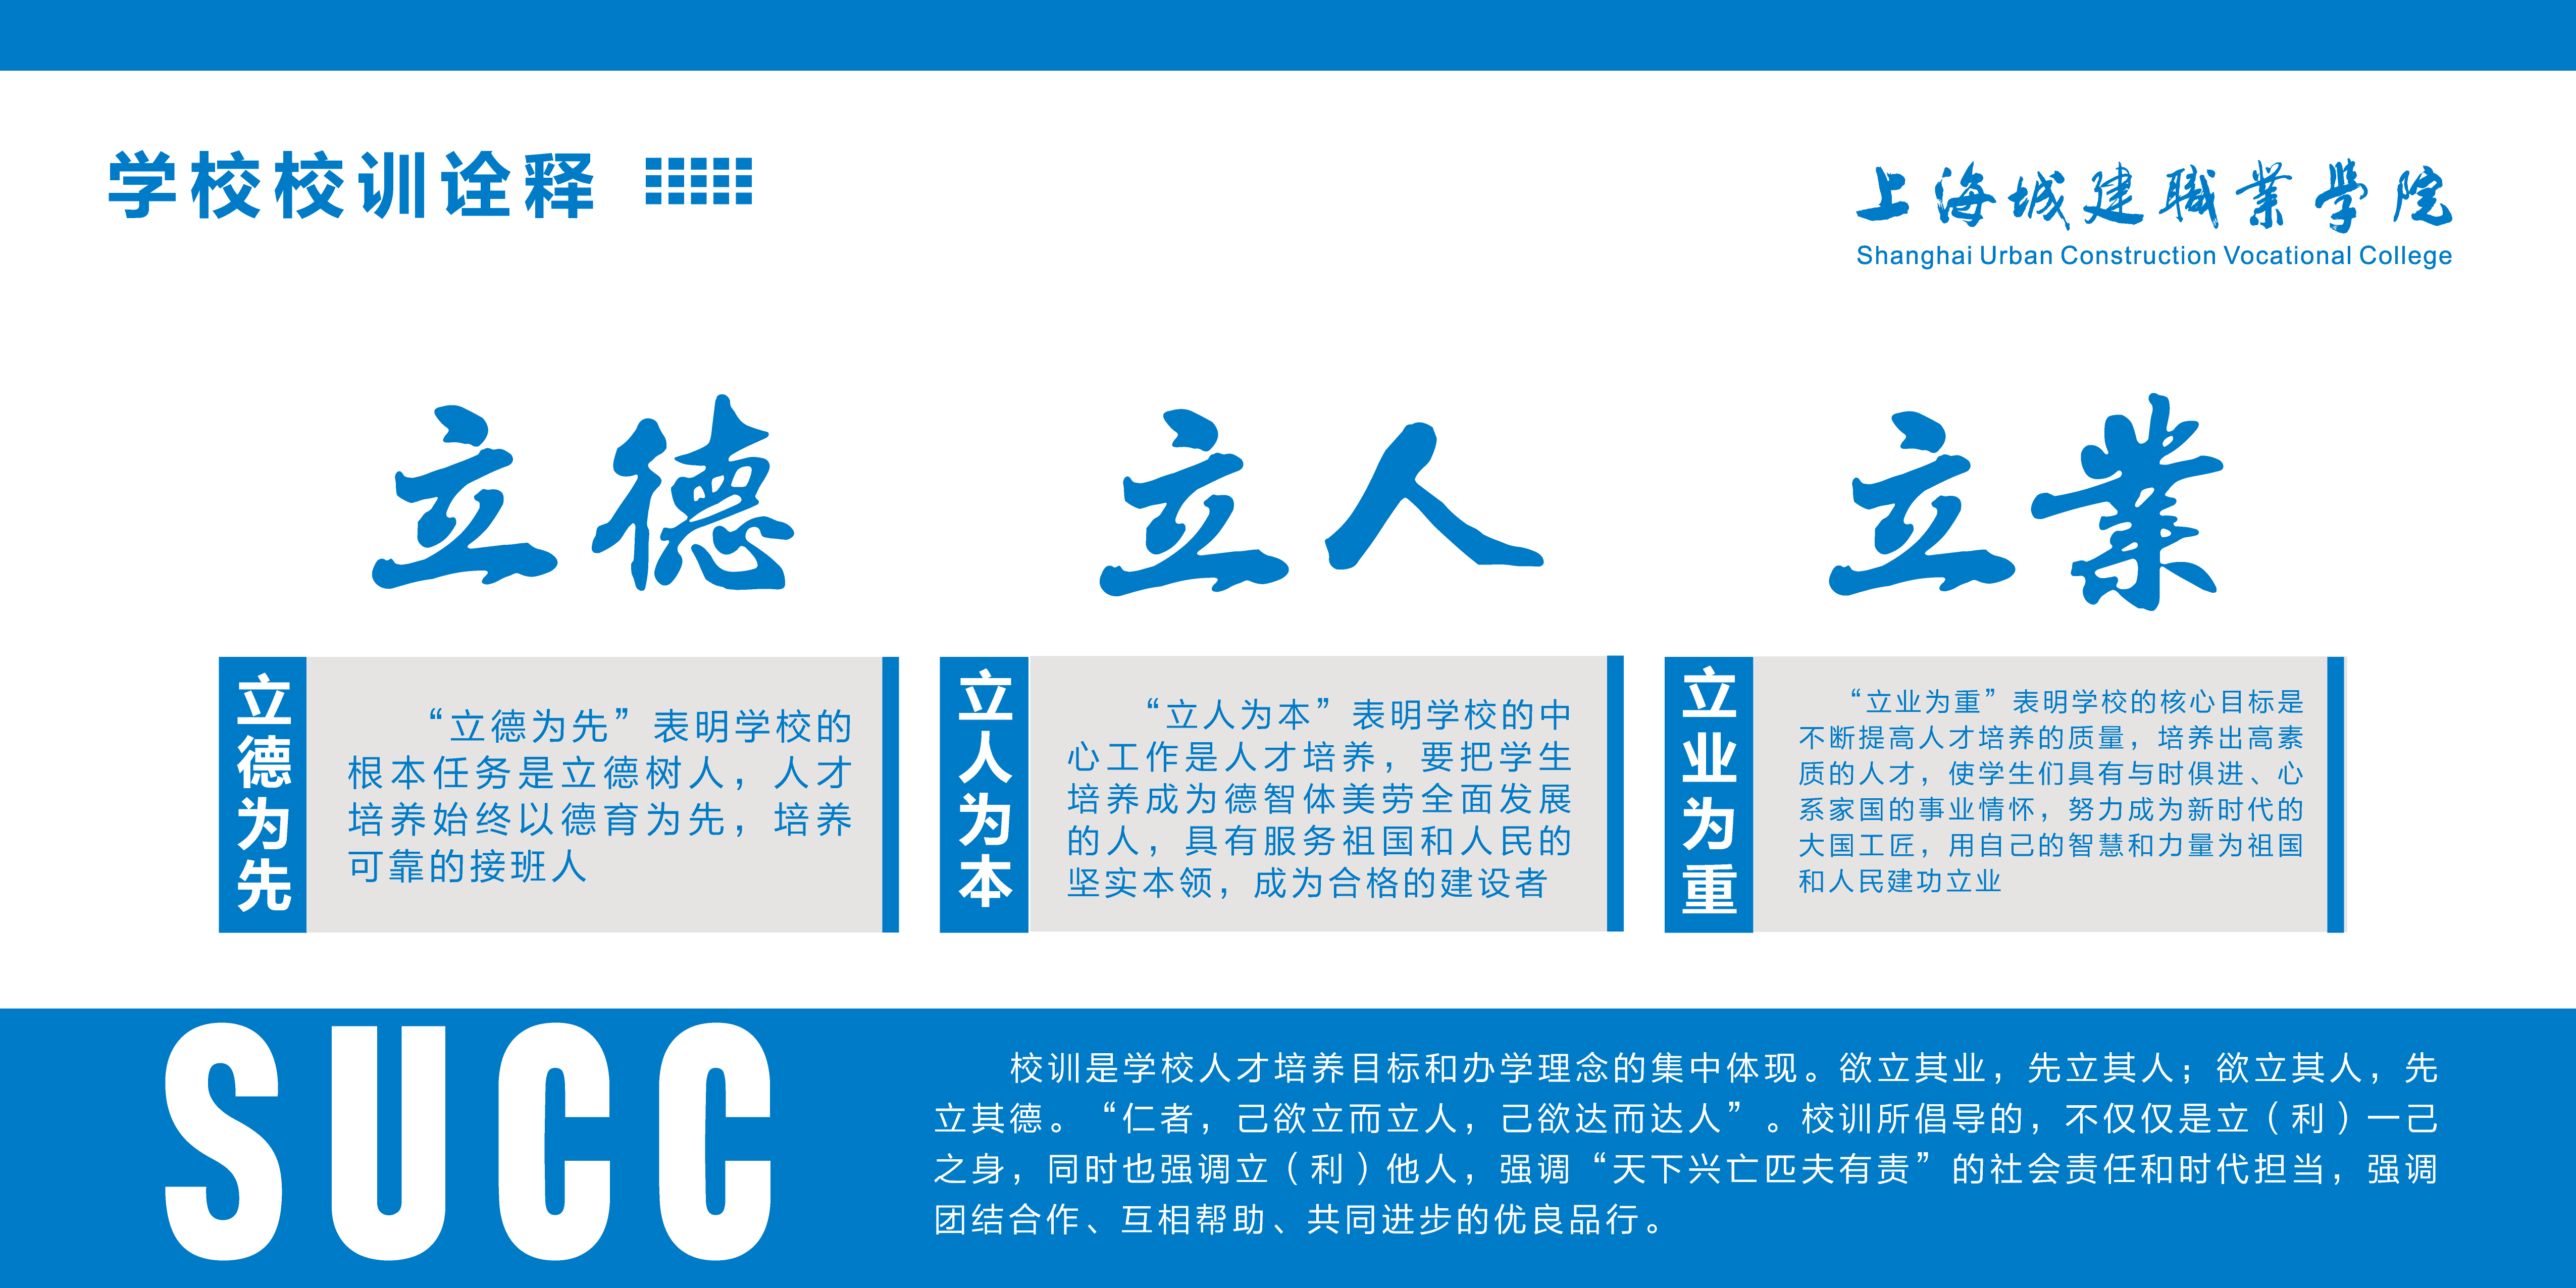 学校校训诠释
上海城建職業學院
Shanghai Urban Construction Vocational College
立德
立人
立業
立德为先
“立德为先”表明学校的
根本任务是立德树人，人才
培养始终以德育为先，培养
可靠的接班人
立人为本
“立人为本”表明学校的中
心工作是人才培养，要把学生
培养成为德智体美劳全面发展
的人，具有服务祖国和人民的
坚实本领，成为合格的建设者
立业为重
“立业为重”表明学校的核心目标是
不断提高人才培养的质量，培养出高素
质的人才，使学生们具有与时俱进、心
系家国的事业情怀，努力成为新时代的
大国工匠，用自己的智慧和力量为祖国
和人民建功立业
SUCC
校训是学校人才培养目标和办学理念的集中体现。欲立其业，先立其人；欲立其人，先
立其德。“仁者，己欲立而立人，己欲达而达人”。校训所倡导的，不仅仅是立（利）一己
之身，同时也强调立（利）他人，强调“天下兴亡匹夫有责”的社会责任和时代担当，强调
团结合作、互相帮助、共同进步的优良品行。